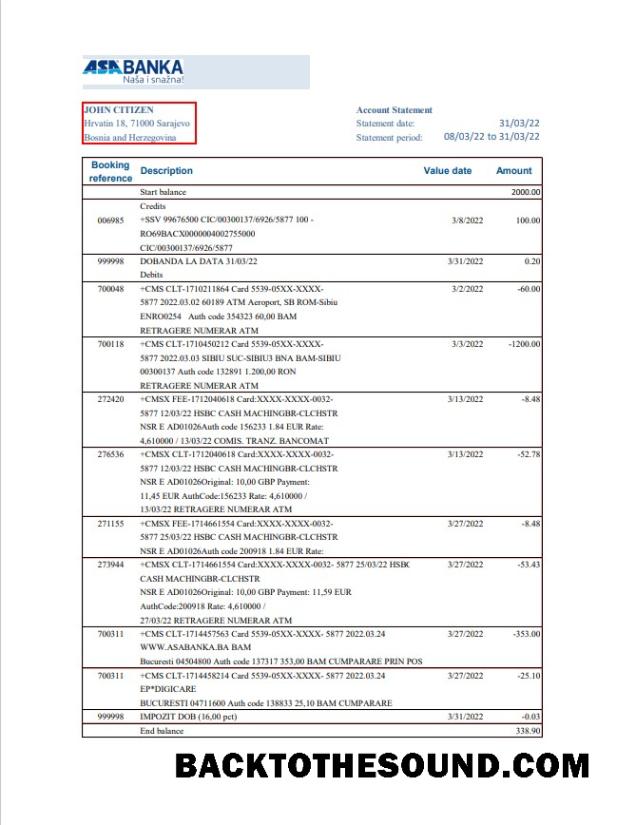 ASA BANKA
Naša i snažna!
JOHN CITIZEN
Hrvatin 18, 71000 Sarajevo
Bosnia and Herzegovina
Account Statement
Statement date: 31/03/22
Statement period: 08/03/22 to 31/03/22
Booking reference Description Value date Amount
Start balance 2000.00
Credits
006985 +SSV 99676500 CIC/00300137/6926/5877 100 - 3/8/2022 100.00
RO69BACX0000004002755000
CIC/00300137/6926/5877
999998 DOBANDA LA DATA 31/03/22 3/31/2022 0.20
Debits
700048 +CMS CLT-1710211864 Card 5539-05XX-XXXX- 3/2/2022 -60.00
5877 2022.03.02 60189 ATM Aeroport, SB ROM-Sibiu
ENRO0254 Auth code 354323 60,00 BAM
RETRAGERE NUMERAR ATM
700118 +CMS CLT-1710450212 Card 5539-05XX-XXXX- 3/3/2022 -1200.00
5877 2022.03.03 SIBIU SUC-SIBIU3 BNA BAM-SIBIU
00300137 Auth code 132891 1.200,00 RON
RETRAGERE NUMERAR ATM
272420 +CMSX FEE-1712040618 Card:XXXX-XXXX-0032- 3/13/2022 -8.48
5877 12/03/22 HSBC CASH MACHINGBR-CLCHSTR
NSR E AD01026Auth code 156233 1.84 EUR Rate:
4,610000 / 13/03/22 COMIS. TRANZ. BANCOMAT
276536 +CMSX CLT-1712040618 Card:XXXX-XXXX-0032- 3/13/2022 -52.78
5877 12/03/22 HSBC CASH MACHINGBR-CLCHSTR
NSR E AD01026Original: 10,00 GBP Payment:
11,45 EUR AuthCode:156233 Rate: 4,610000 /
13/03/22 RETRAGERE NUMERAR ATM
271155 +CMSX FEE-1714661554 Card:XXXX-XXXX-0032- 3/27/2022 -8.48
5877 25/03/22 HSBC CASH MACHINGBR-CLCHSTR
NSR E AD01026Auth code 200918 1.84 EUR Rate:
273944 +CMSX CLT-1714661554 Card:XXXX-XXXX-0032- 5877 25/03/22 HSBC 3/27/2022 -53.43
CASH MACHINGBR-CLCHSTR
NSR E AD01026Original: 10,00 GBP Payment: 11,59 EUR
AuthCode:200918 Rate: 4,610000 /
27/03/22 RETRAGERE NUMERAR ATM
700311 +CMS CLT-1714457563 Card 5539-05XX-XXXX- 5877 2022.03.24 3/27/2022 -353.00
WWW.ASABANKA.BA BAM
Bucuresti 04504800 Auth code 137317 353,00 BAM CUMPARARE PRIN POS
700311 +CMS CLT-1714458214 Card 5539-05XX-XXXX- 5877 2022.03.24 3/27/2022 -25.10
EP*DIGICARE
BUCURESTI 04711600 Auth code 138833 25,10 BAM CUMPARARE
999998 IMPOZIT DOB (16,00 pct) 3/31/2022 -0.03
End balance 338.90
BACKTOTHESOUND.COM